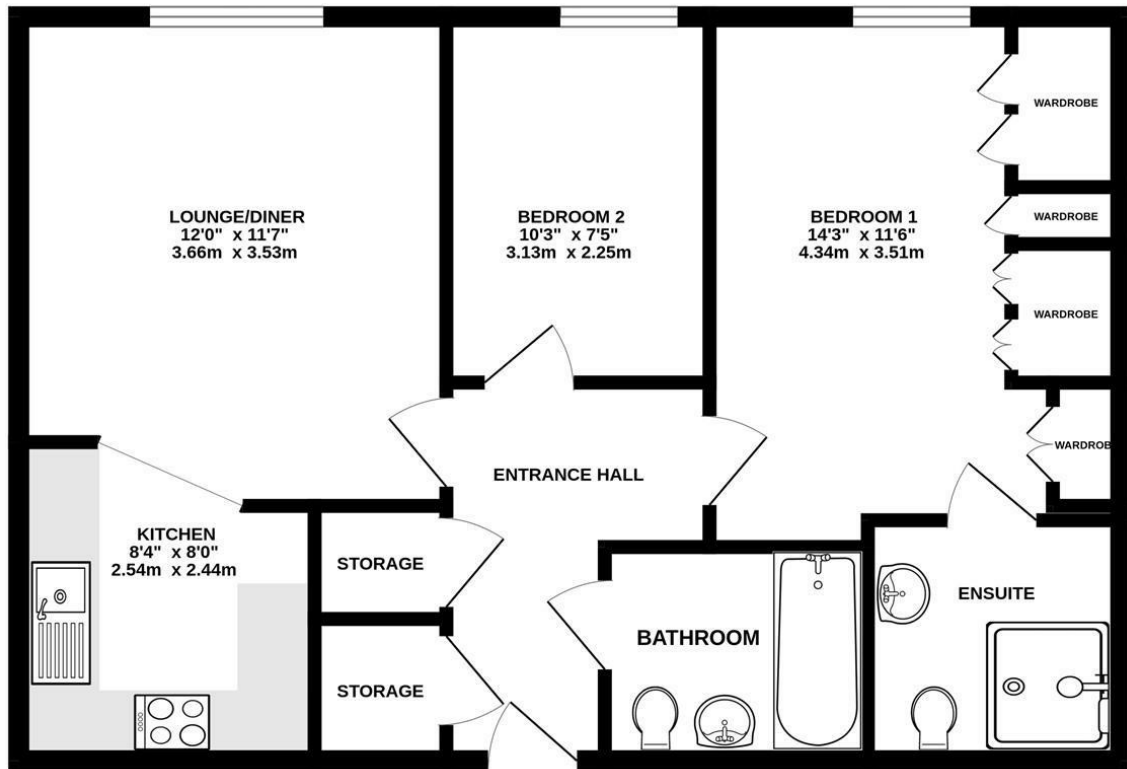 LOUNGE/DINER
12'0" x 11'7"
3.66m x 3.53m
BEDROOM 2
10'3" x 7'5"
3.13m x 2.25m
BEDROOM 1
14'3" x 11'6"
4.34m x 3.51m
WARDROBE
WARDROBE
WARDROBE
WARDROBE
ENTRANCE HALL
KITCHEN
8'4" x 8'0"
2.54m x 2.44m
STORAGE
STORAGE
BATHROOM
ENSUITE